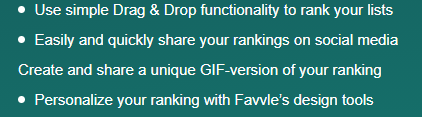 • Use simple Drag & Drop functionality to rank your lists
• Easily and quickly share your rankings on social media
Create and share a unique GIF-version of your ranking
• Personalize your ranking with Favvle's design tools